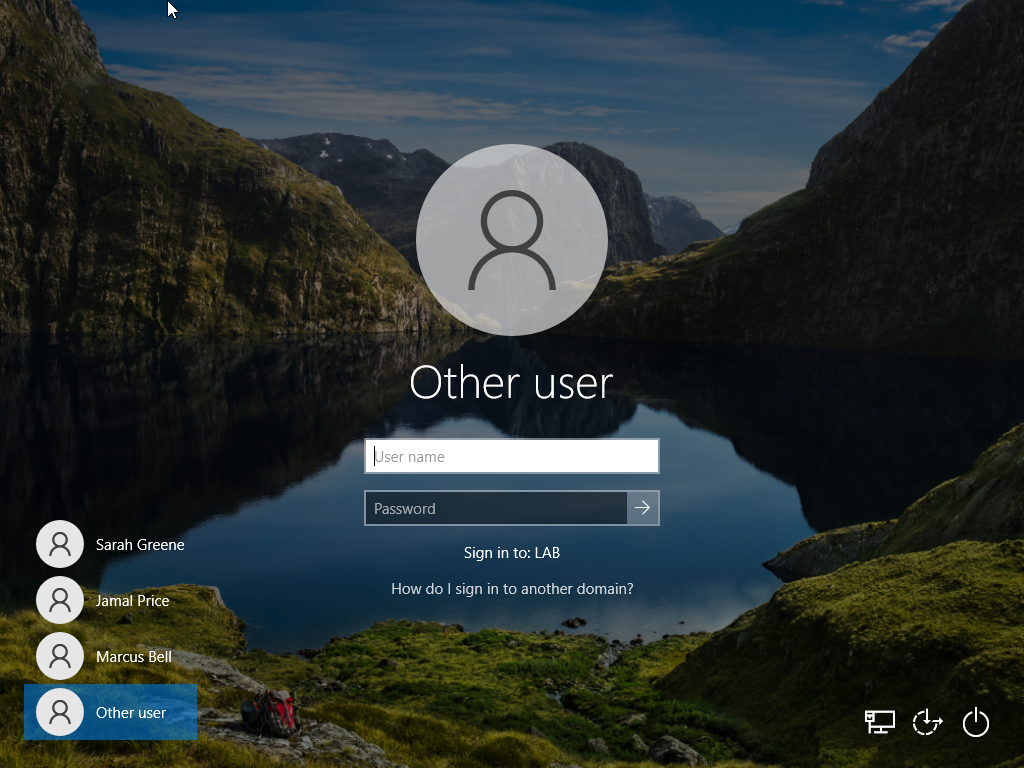 Other user
User name
Password
Sign in to: LAB
How do I sign in to another domain?
Sarah Greene
Jamal Price
Marcus Bell
Other user